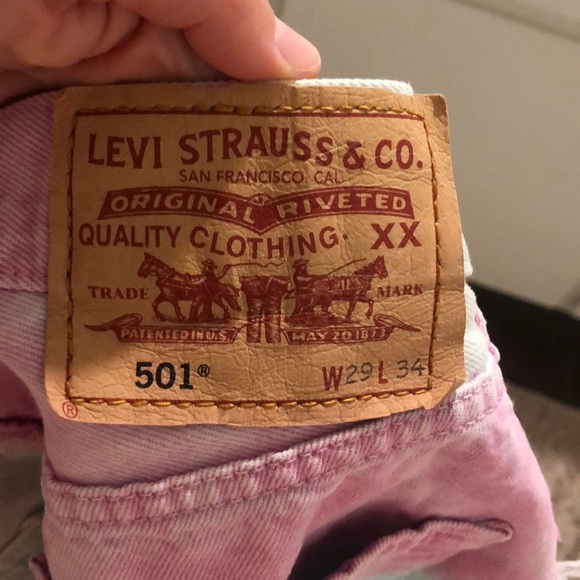 LEVI STRAUSS & CO.
SAN FRANCISCO. CAL.
ORIGINAL RIVETED
QUALITY CLOTHING. XX
TRADE MARK
PATENTED IN U.S. MAY 20 1873
501® W29 L 34
®